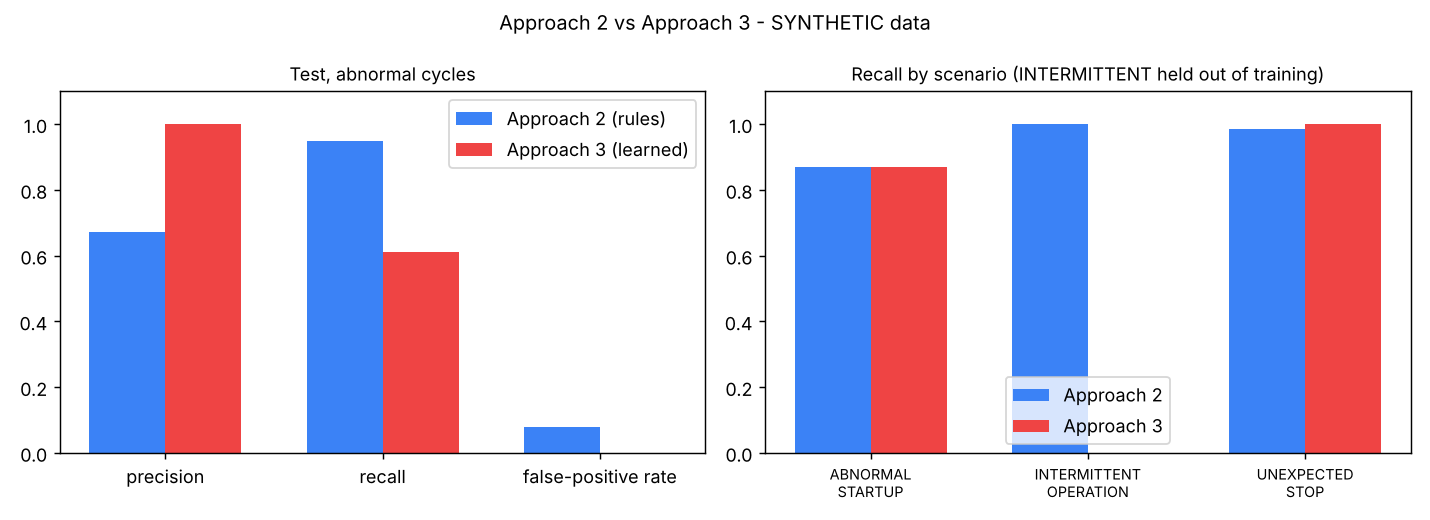 Approach 2 vs Approach 3 - SYNTHETIC data
Test, abnormal cycles
1.0
0.8
0.6
0.4
0.2
0.0
Approach 2 (rules)
Approach 3 (learned)
precision
recall
false-positive rate
Recall by scenario (INTERMITTENT held out of training)
1.0
0.8
0.6
0.4
0.2
0.0
Approach 2
Approach 3
ABNORMAL
STARTUP
INTERMITTENT
OPERATION
UNEXPECTED
STOP